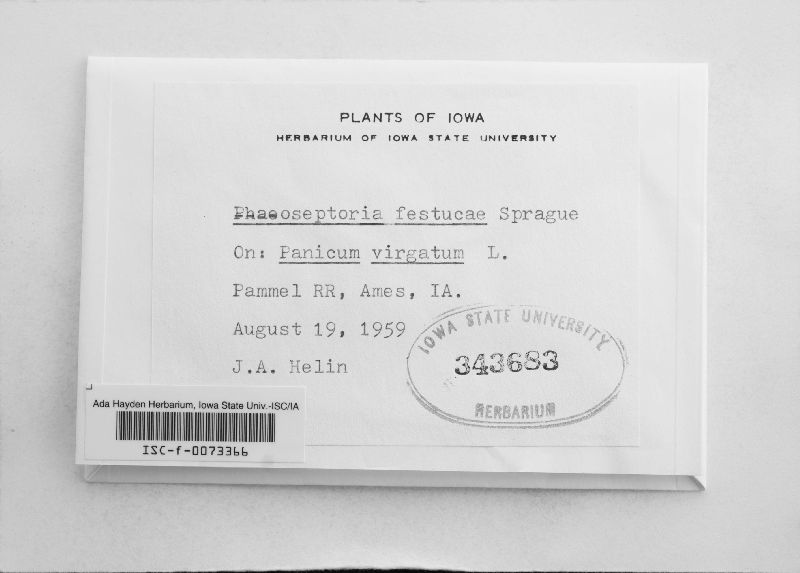 PLANTS OF IOWA
HERBARIUM OF IOWA STATE UNIVERSITY
Phaeoseptoria festucae Sprague
On: Panicum virgatum L.
Pammel RR, Ames, IA.
August 19, 1959
J.A. Helin
IOWA STATE UNIVERSITY
343683
HERBARIUM
Ada Hayden Herbarium, Iowa State Univ.-ISC/IA
ISC-f-0073366